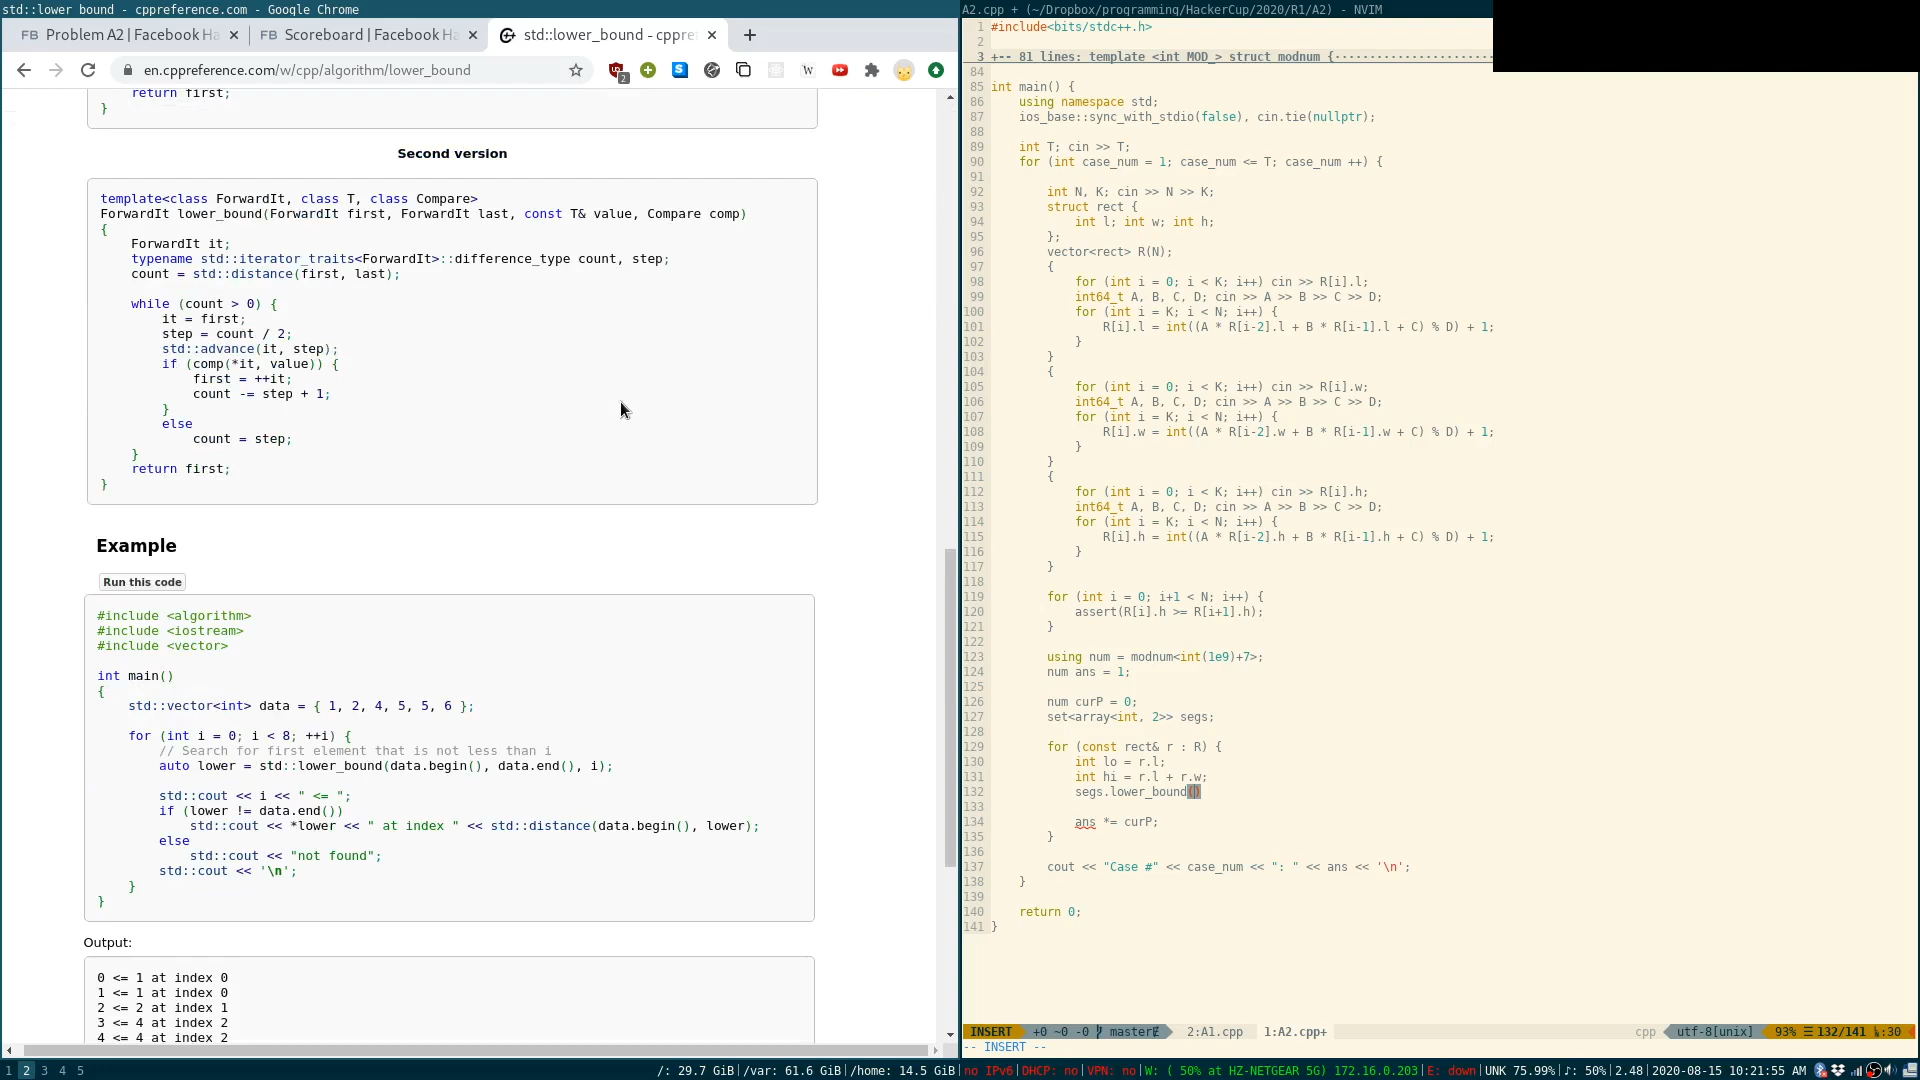 std::lower bound - cppreference.com - Google Chrome
Problem A2 | Facebook Ha
Scoreboard | Facebook Ha
std::lower_bound - cppre
en.cppreference.com/w/cpp/algorithm/lower_bound
return first;
}
Second version
template<class ForwardIt, class T, class Compare>
ForwardIt lower_bound(ForwardIt first, ForwardIt last, const T& value, Compare comp)
{
ForwardIt it;
typename std::iterator_traits<ForwardIt>::difference_type count, step;
count = std::distance(first, last);
while (count > 0) {
it = first;
step = count / 2;
std::advance(it, step);
if (comp(*it, value)) {
first = ++it;
count -= step + 1;
}
else
count = step;
}
return first;
}
Example
Run this code
#include <algorithm>
#include <iostream>
#include <vector>
int main()
{
std::vector<int> data = { 1, 2, 4, 5, 5, 6 };
for (int i = 0; i < 8; ++i) {
// Search for first element that is not less than i
auto lower = std::lower_bound(data.begin(), data.end(), i);
std::cout << i << " <= ";
if (lower != data.end())
std::cout << *lower << " at index " << std::distance(data.begin(), lower);
else
std::cout << "not found";
std::cout << '\n';
}
}
Output:
0 <= 1 at index 0
1 <= 1 at index 0
2 <= 2 at index 1
3 <= 4 at index 2
4 <= 4 at index 2
A2.cpp + (~/Dropbox/programming/HackerCup/2020/R1/A2) - NVIM
1 #include<bits/stdc++.h>
2
3 +-- 81 lines: template <int MOD_> struct modnum {
84
85 int main() {
86 using namespace std;
87 ios_base::sync_with_stdio(false), cin.tie(nullptr);
88
89 int T; cin >> T;
90 for (int case_num = 1; case_num <= T; case_num ++) {
91
92 int N, K; cin >> N >> K;
93 struct rect {
94 int l; int w; int h;
95 };
96 vector<rect> R(N);
97 {
98 for (int i = 0; i < K; i++) cin >> R[i].l;
99 int64_t A, B, C, D; cin >> A >> B >> C >> D;
100 for (int i = K; i < N; i++) {
101 R[i].l = int((A * R[i-2].l + B * R[i-1].l + C) % D) + 1;
102 }
103 }
104 {
105 for (int i = 0; i < K; i++) cin >> R[i].w;
106 int64_t A, B, C, D; cin >> A >> B >> C >> D;
107 for (int i = K; i < N; i++) {
108 R[i].w = int((A * R[i-2].w + B * R[i-1].w + C) % D) + 1;
109 }
110 }
111 {
112 for (int i = 0; i < K; i++) cin >> R[i].h;
113 int64_t A, B, C, D; cin >> A >> B >> C >> D;
114 for (int i = K; i < N; i++) {
115 R[i].h = int((A * R[i-2].h + B * R[i-1].h + C) % D) + 1;
116 }
117 }
118
119 for (int i = 0; i+1 < N; i++) {
120 assert(R[i].h >= R[i+1].h);
121 }
122
123 using num = modnum<int(1e9)+7>;
124 num ans = 1;
125
126 num curP = 0;
127 set<array<int, 2>> segs;
128
129 for (const rect& r : R) {
130 int lo = r.l;
131 int hi = r.l + r.w;
132 segs.lower_bound()
133
134 ans *= curP;
135 }
136
137 cout << "Case #" << case_num << ": " << ans << '\n';
138 }
139
140 return 0;
141 }
INSERT +0 ~0 -0 master 2:A1.cpp 1:A2.cpp+ cpp utf-8[unix] 93% 132/141 :30
-- INSERT --
1 2 3 4 5 /: 29.7 GiB | /var: 61.6 GiB | /home: 14.5 GiB | no IPv6 | DHCP: no | VPN: no | W: ( 50% at HZ-NETGEAR 5G) 172.16.0.203 | E: down | UNK 75.99% | ♪: 50% | 2.48 | 2020-08-15 10:21:55 AM